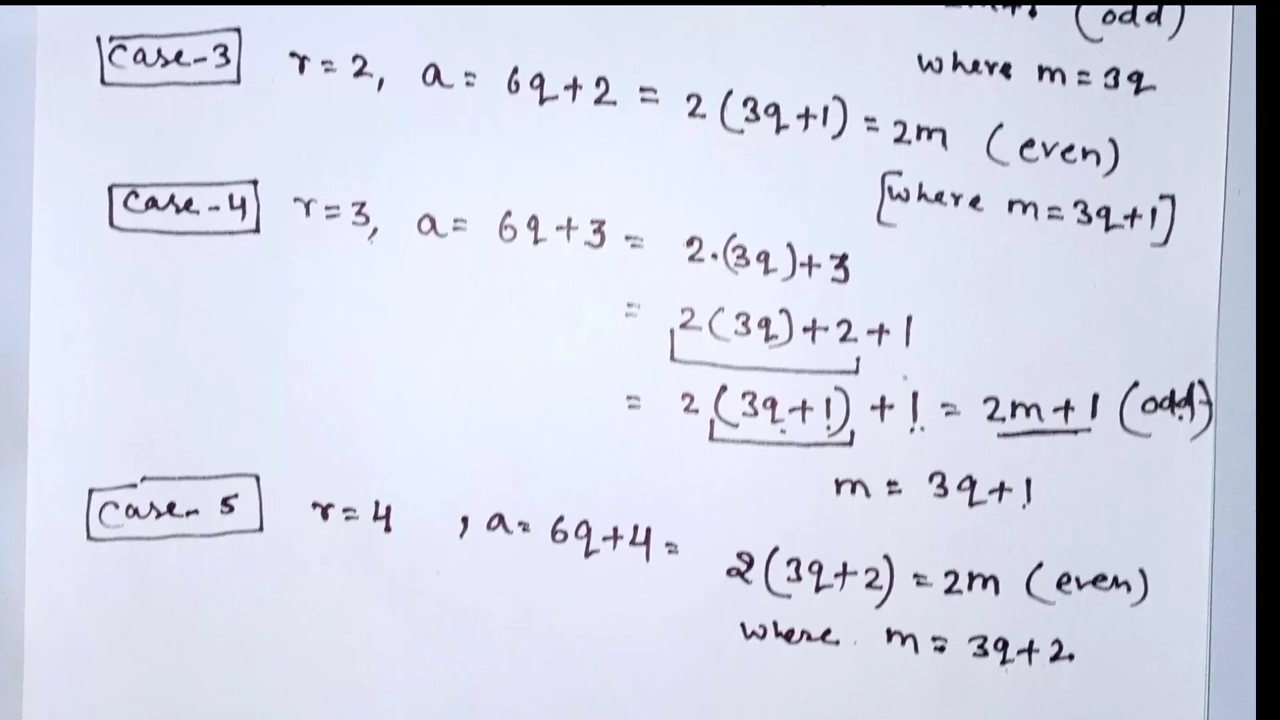 (odd)
where m = 3q
Case-3 r = 2, a = 6q+2 = 2(3q+1) = 2m (even)
[where m=3q+1]
Case-4 r=3, a= 6q+3 = 2.(3q)+3
= 2(3q)+2+1
= 2(3q+1)+1 = 2m+1 (odd)
m = 3q+1
Case-5 r=4 , a= 6q+4 = 2(3q+2) = 2m (even)
where m = 3q+2.